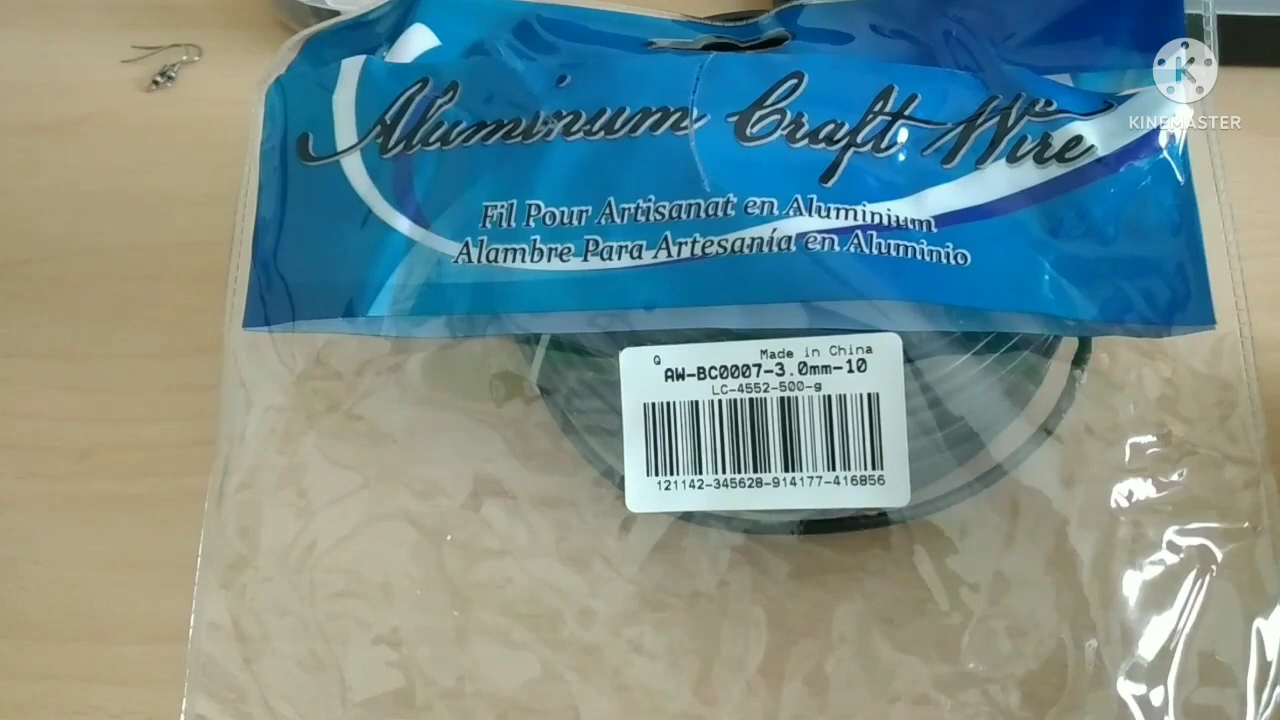 Aluminum Craft Wire
Fil Pour Artisanat en Aluminium
Alambre Para Artesanía en Aluminio
K
KINEMASTER
Q
Made in China
AW-BC0007-3.0mm-10
LC-4552-500-g
121142-345628-914177-416856